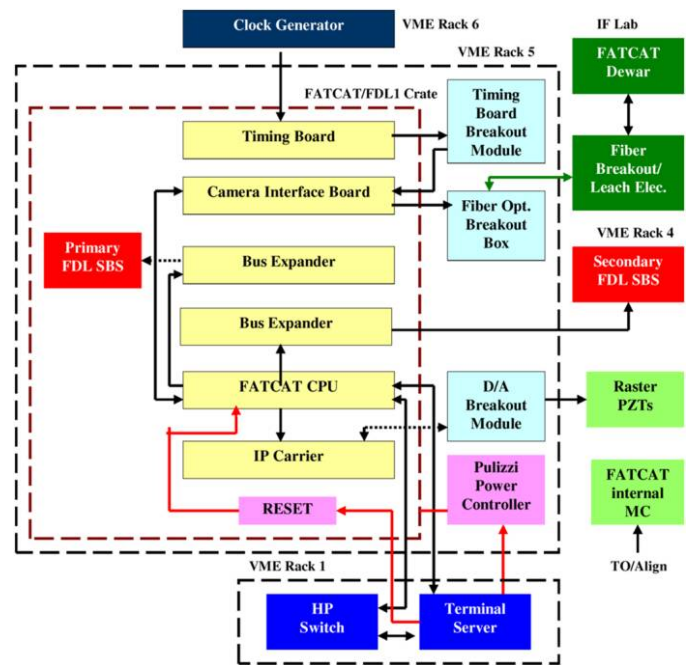 Clock Generator
VME Rack 6
IF Lab
VME Rack 5
FATCAT
Dewar
FATCAT/FDL1 Crate
Timing
Board
Breakout
Module
Timing Board
Fiber
Breakout/
Leach Elec.
Camera Interface Board
Fiber Opt.
Breakout
Box
VME Rack 4
Primary
FDL SBS
Bus Expander
Secondary
FDL SBS
Bus Expander
FATCAT CPU
D/A
Breakout
Module
Raster
PZTs
IP Carrier
Pulizzi
Power
Controller
FATCAT
internal
MC
RESET
TO/Align
VME Rack 1
HP
Switch
Terminal
Server